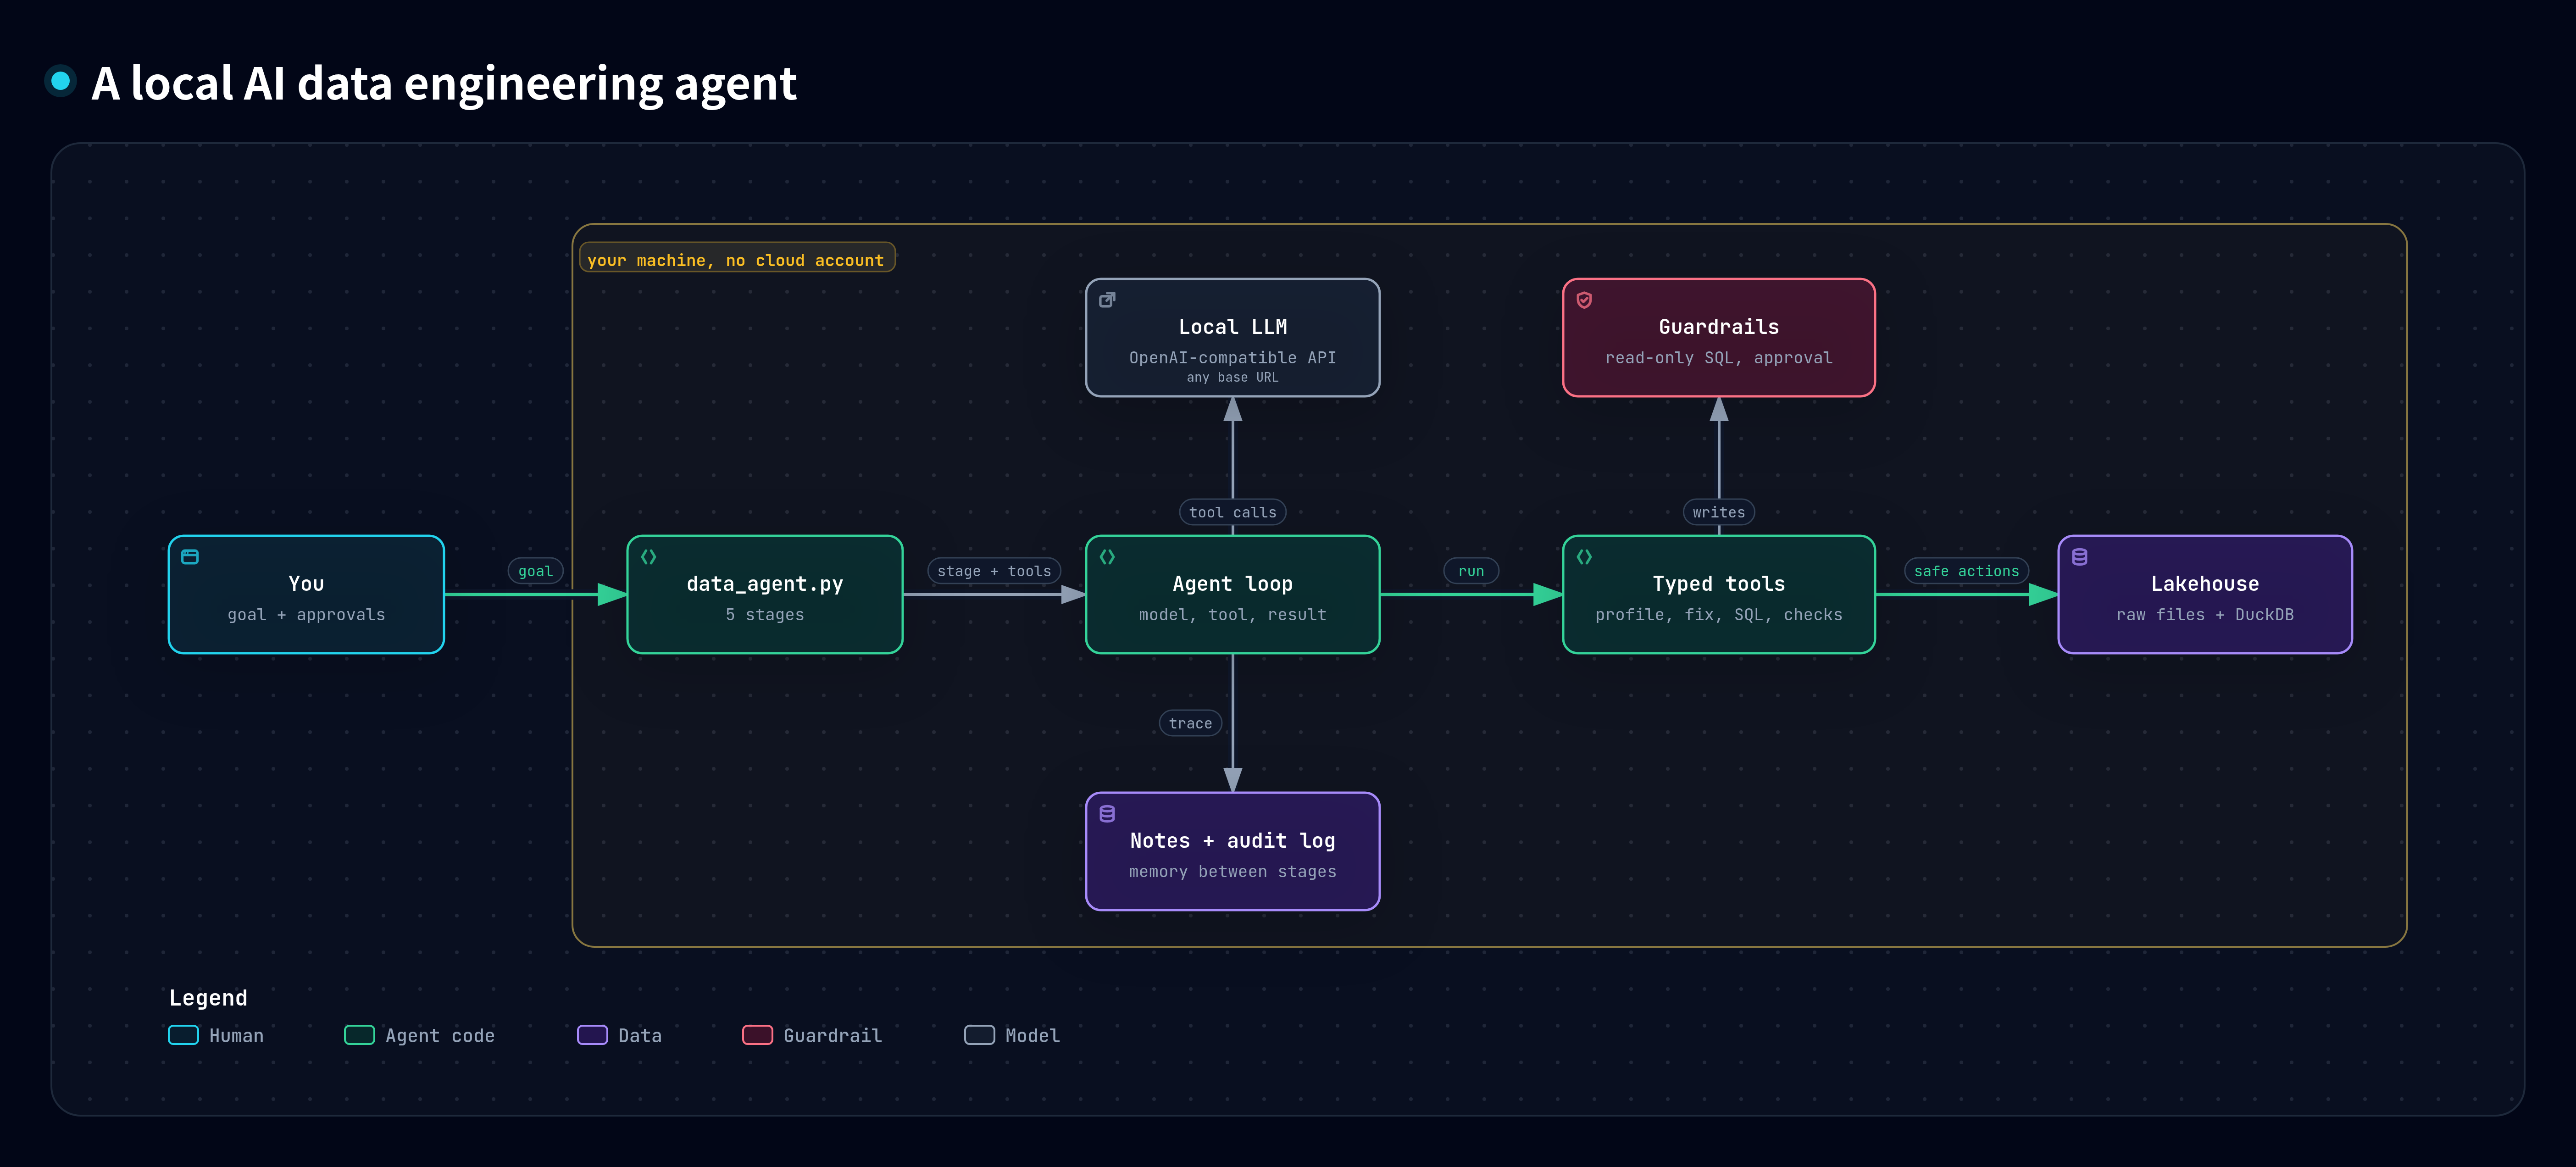 A local AI data engineering agent
your machine, no cloud account
Local LLM
OpenAI-compatible API
any base URL
Guardrails
read-only SQL, approval
tool calls
writes
You
goal + approvals
goal
data_agent.py
5 stages
stage + tools
Agent loop
model, tool, result
run
Typed tools
profile, fix, SQL, checks
safe actions
Lakehouse
raw files + DuckDB
trace
Notes + audit log
memory between stages
Legend
Human
Agent code
Data
Guardrail
Model